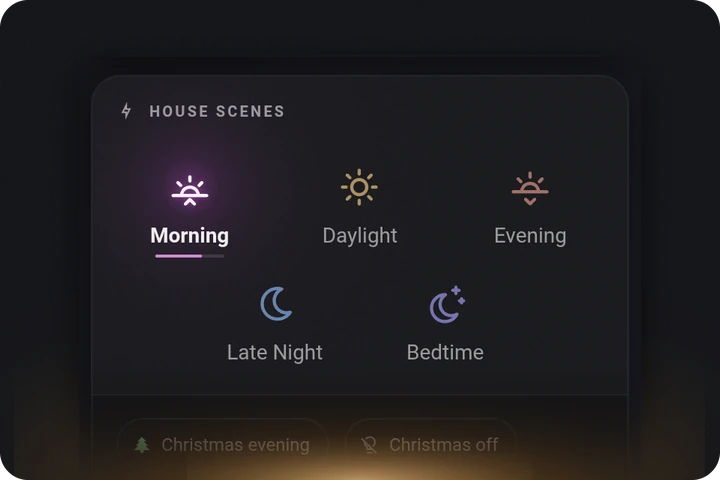 HOUSE SCENES
Morning
Daylight
Evening
Late Night
Bedtime
Christmas evening
Christmas off